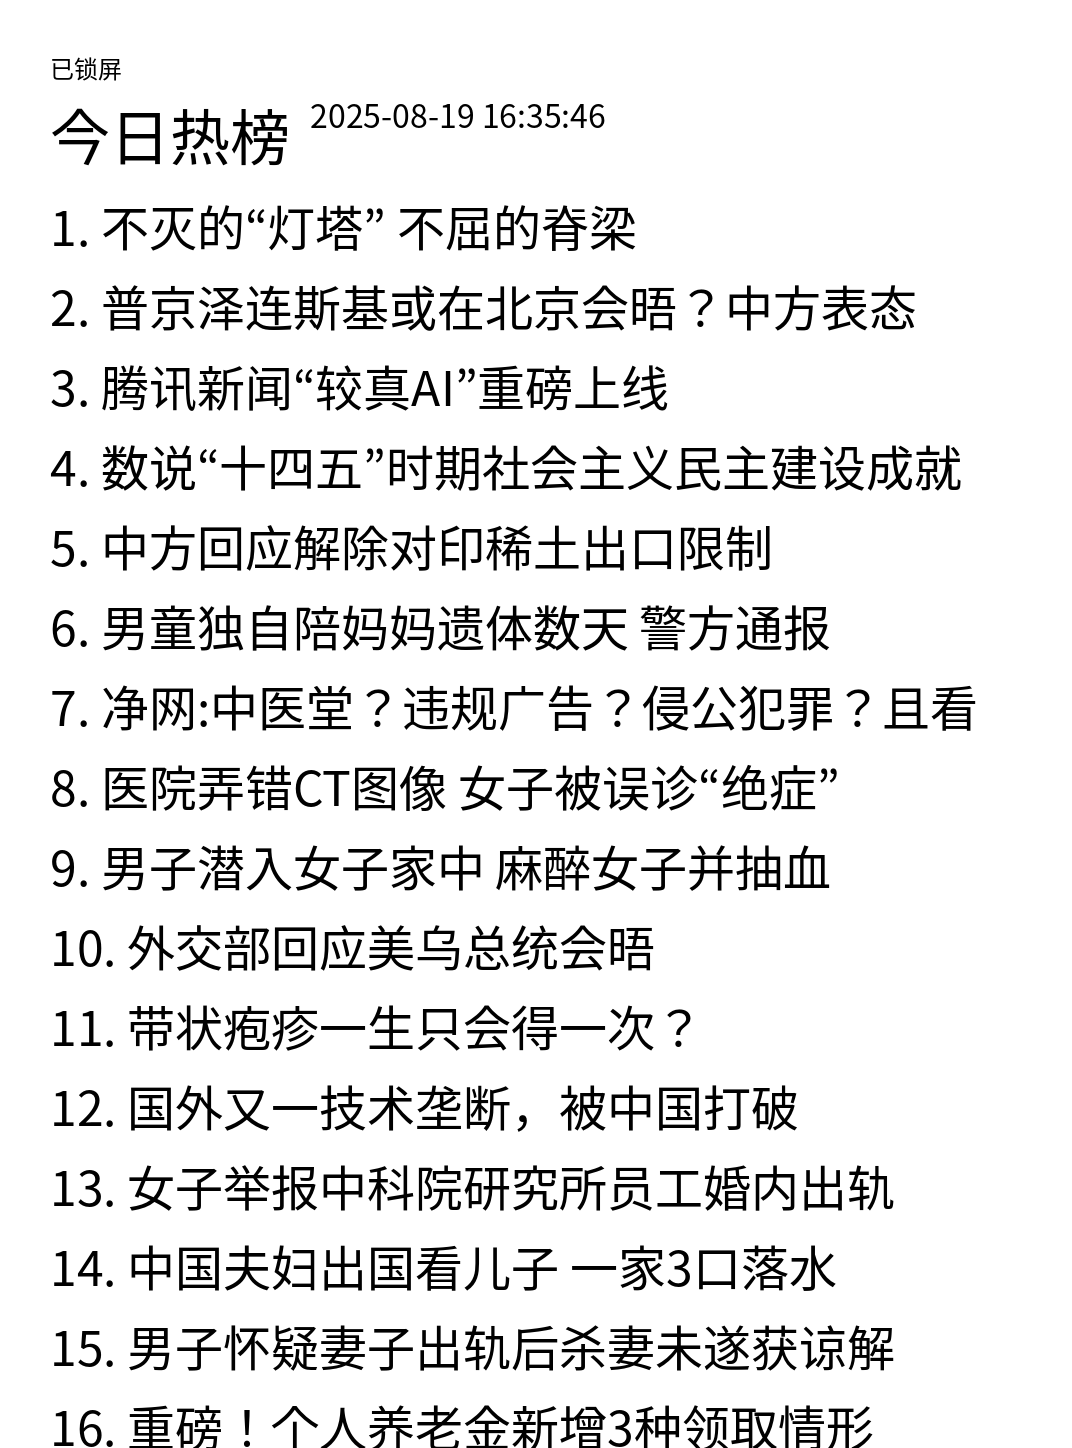 已锁屏
今日热榜 2025-08-19 16:35:46
1. 不灭的“灯塔” 不屈的脊梁
2. 普京泽连斯基或在北京会晤？中方表态
3. 腾讯新闻“较真AI”重磅上线
4. 数说“十四五”时期社会主义民主建设成就
5. 中方回应解除对印稀土出口限制
6. 男童独自陪妈妈遗体数天 警方通报
7. 净网:中医堂？违规广告？侵公犯罪？且看
8. 医院弄错CT图像 女子被误诊“绝症”
9. 男子潜入女子家中 麻醉女子并抽血
10. 外交部回应美乌总统会晤
11. 带状疱疹一生只会得一次？
12. 国外又一技术垄断，被中国打破
13. 女子举报中科院研究所员工婚内出轨
14. 中国夫妇出国看儿子 一家3口落水
15. 男子怀疑妻子出轨后杀妻未遂获谅解
16. 重磅！个人养老金新增3种领取情形